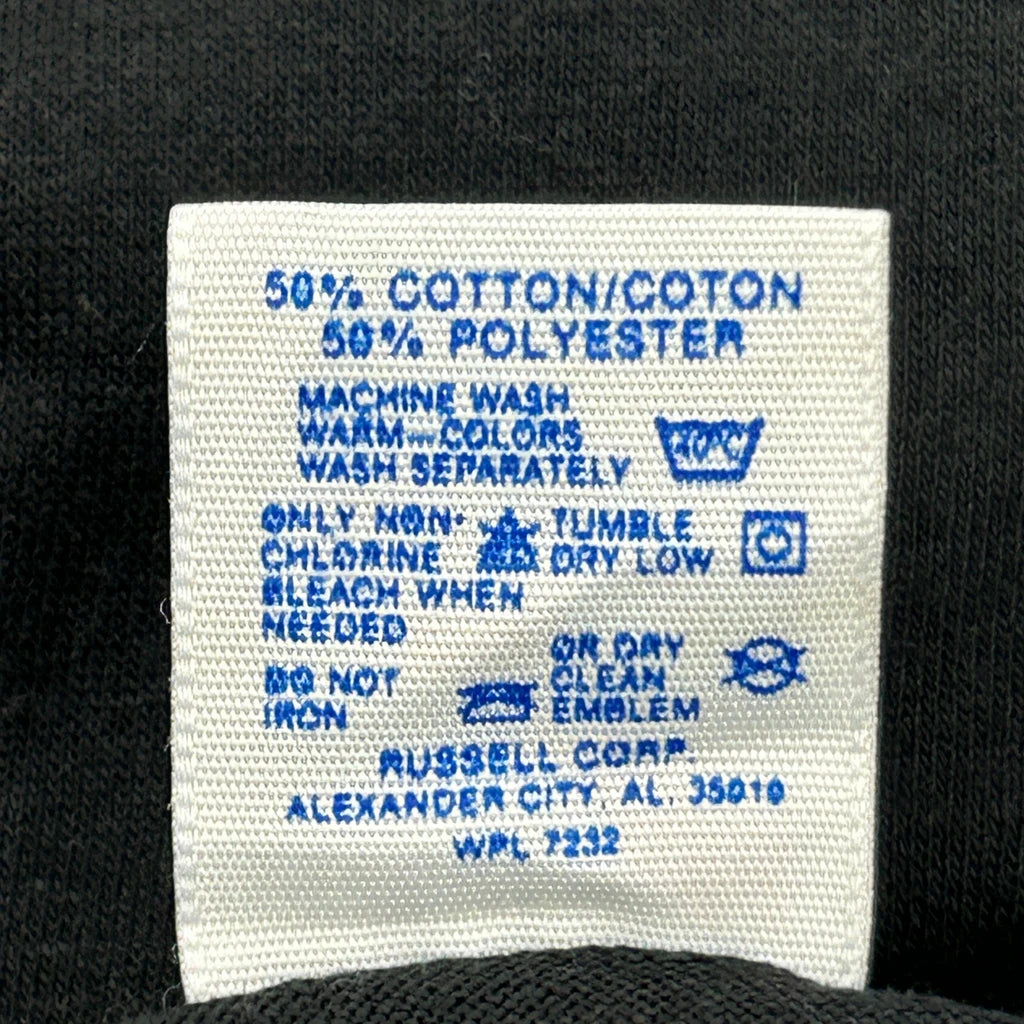 50% COTTON/COTON
50% POLYESTER
MACHINE WASH
WARM—COLORS
WASH SEPARATELY
40°C
ONLY NON-
CHLORINE
BLEACH WHEN
NEEDED
TUMBLE
DRY LOW
DO NOT
IRON
OR DRY
CLEAN
EMBLEM
RUSSELL CORP.
ALEXANDER CITY, AL. 35010
WPL 7232